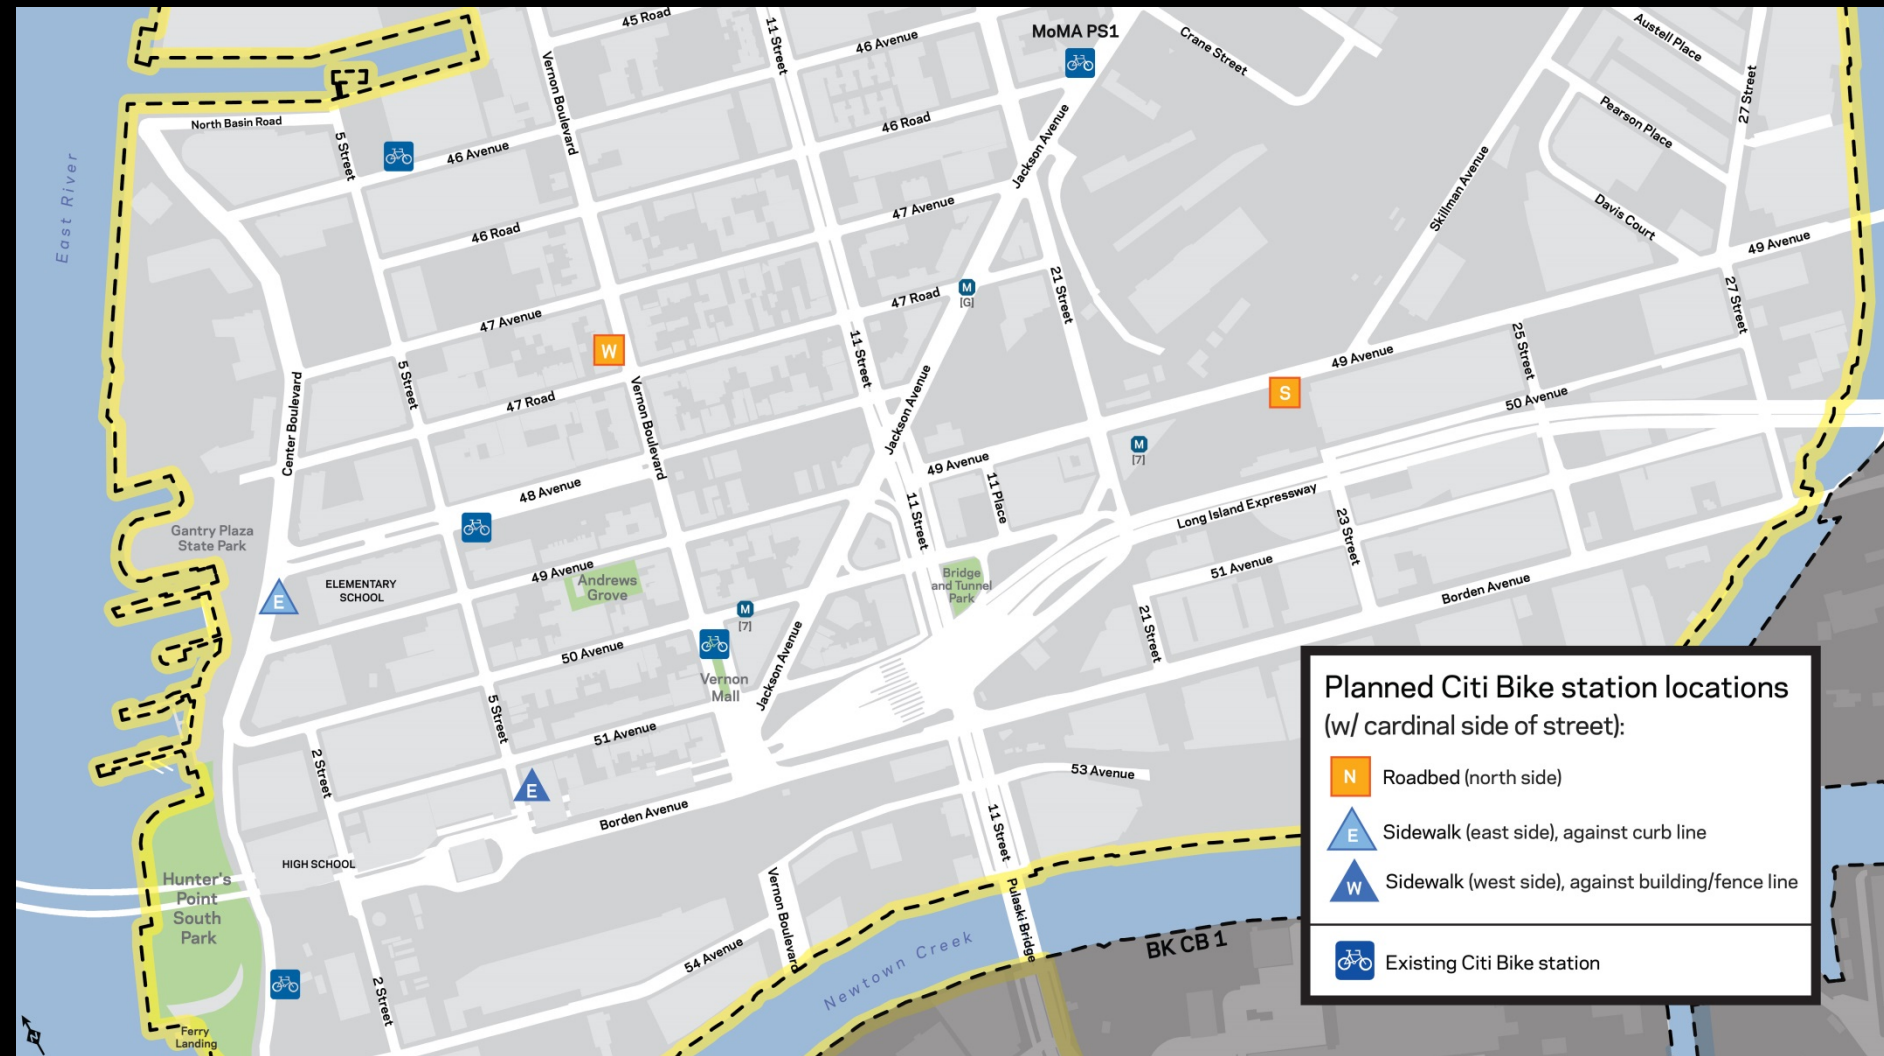 45 Road
11 Street
46 Avenue
MoMA PS1
Crane Street
Austell Place
27 Street
Pearson Place
Vernon Boulevard
North Basin Road
5 Street
46 Avenue
46 Road
Jackson Avenue
Skillman Avenue
East River
Davis Court
47 Avenue
46 Road
49 Avenue
47 Road
M
[G]
21 Street
27 Street
47 Avenue
W
5 Street
11 Street
25 Street
49 Avenue
S
50 Avenue
Center Boulevard
47 Road
Vernon Boulevard
Jackson Avenue
M
[7]
49 Avenue
11 Place
48 Avenue
11 Street
Long Island Expressway
23 Street
Gantry Plaza
State Park
E
ELEMENTARY
SCHOOL
49 Avenue
Andrews
Grove
Bridge
and Tunnel
Park
51 Avenue
Borden Avenue
M
[7]
21 Street
50 Avenue
Vernon
Mall
Jackson Avenue
5 Street
51 Avenue
2 Street
E
Borden Avenue
53 Avenue
11 Street
HIGH SCHOOL
Hunter's
Point
South
Park
Vernon Boulevard
Pulaski Bridge
54 Avenue
Newtown Creek
BK CB 1
2 Street
Ferry
Landing
N
Planned Citi Bike station locations
(w/ cardinal side of street):
N Roadbed (north side)
E Sidewalk (east side), against curb line
W Sidewalk (west side), against building/fence line
Existing Citi Bike station